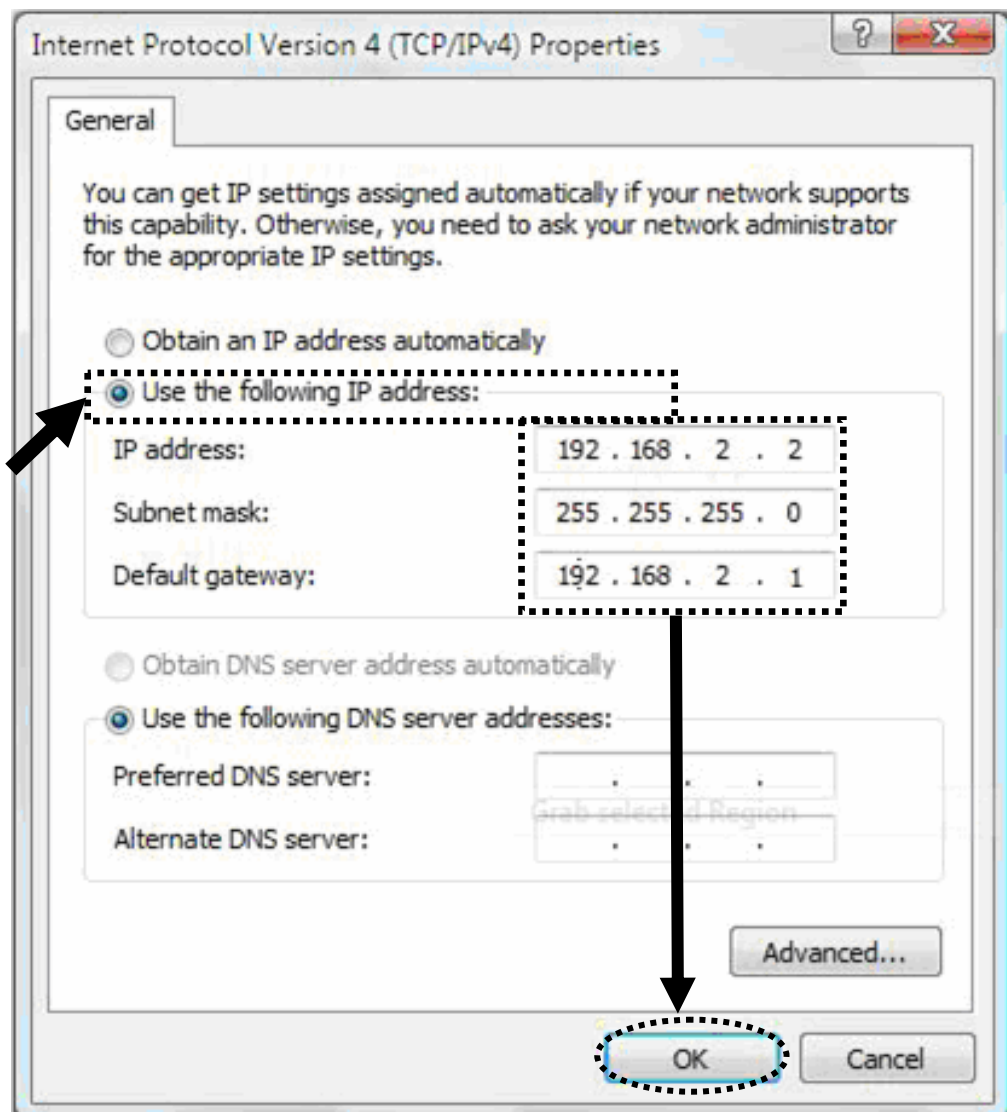 Internet Protocol Version 4 (TCP/IPv4) Properties
?
General
You can get IP settings assigned automatically if your network supports
this capability. Otherwise, you need to ask your network administrator
for the appropriate IP settings.
Obtain an IP address automatically
Use the following IP address:
IP address: 192 . 168 . 2 . 2
Subnet mask: 255 . 255 . 255 . 0
Default gateway: 192 . 168 . 2 . 1
Obtain DNS server address automatically
Use the following DNS server addresses:
Preferred DNS server: . . .
Grab selected Region
Alternate DNS server: . . .
Advanced...
OK Cancel